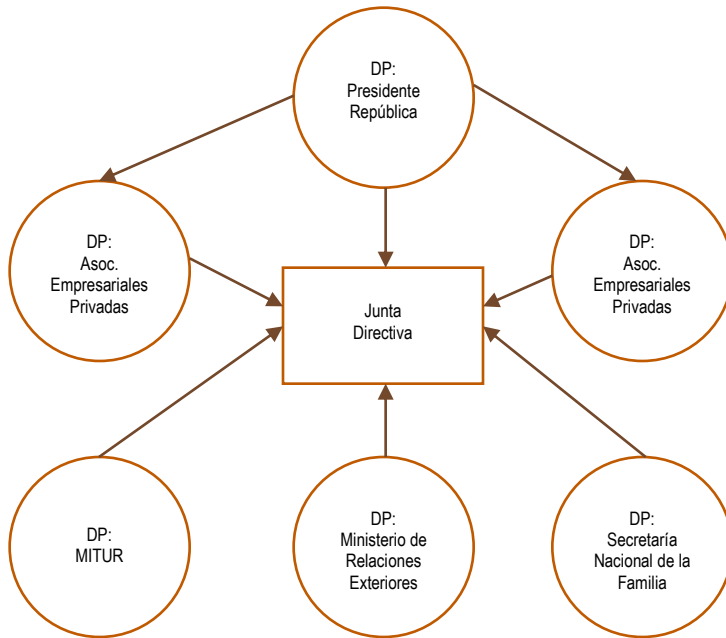 DP:
Presidente
República
DP:
Asoc.
Empresariales
Privadas
DP:
Asoc.
Empresariales
Privadas
Junta
Directiva
DP:
MITUR
DP:
Ministerio de
Relaciones
Exteriores
DP:
Secretaría
Nacional de la
Familia